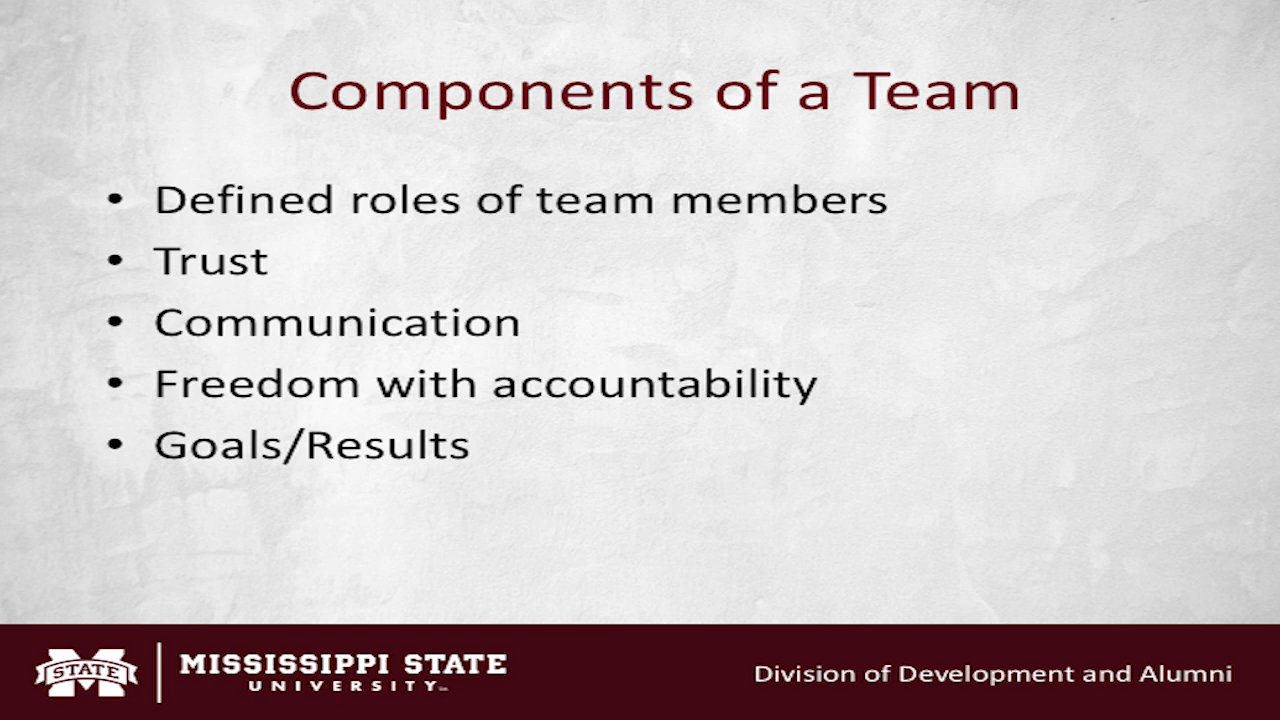 Components of a Team
• Defined roles of team members
• Trust
• Communication
• Freedom with accountability
• Goals/Results
STATE
MISSISSIPPI STATE
UNIVERSITY™
Division of Development and Alumni